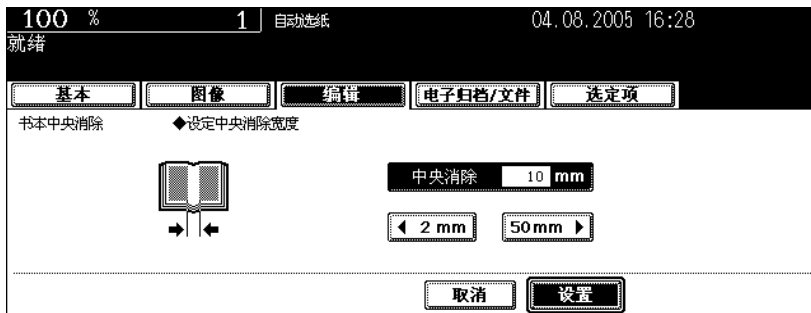 100 % 1 自动选纸 04.08.2005 16:28
就绪
基本 图像 编辑 电子归档/文件 选定项
书本中央消除 ◆设定中央消除宽度
中央消除 10 mm
◀ 2 mm 50 mm ▶
取消 设置